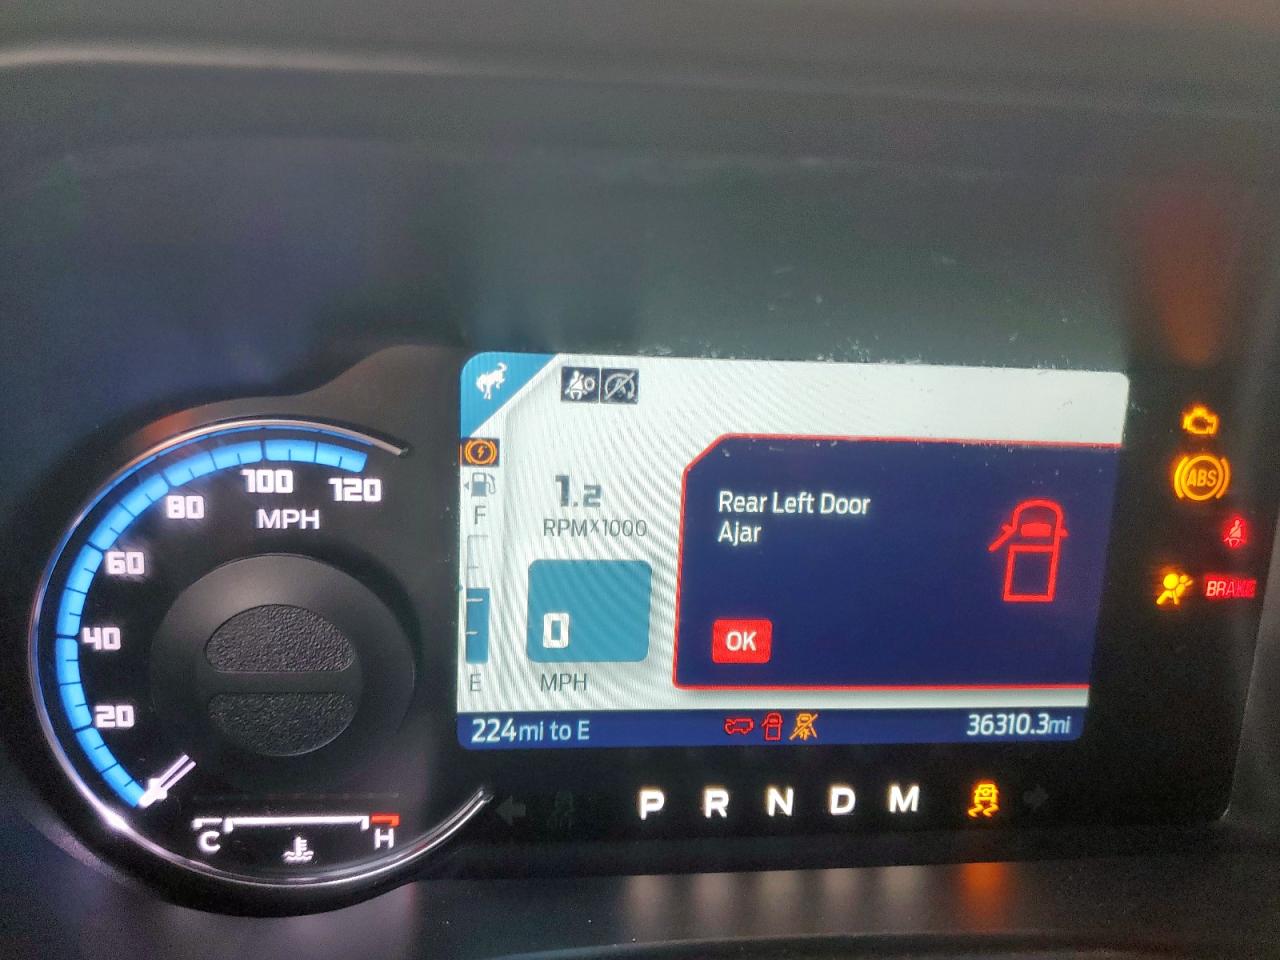 120
100
80
60
40
20
MPH
C
H
F
E
1.2
RPMX1000
0
MPH
Rear Left Door
Ajar
OK
224mi to E
36310.3mi
P R N D M
ABS
BRAKE